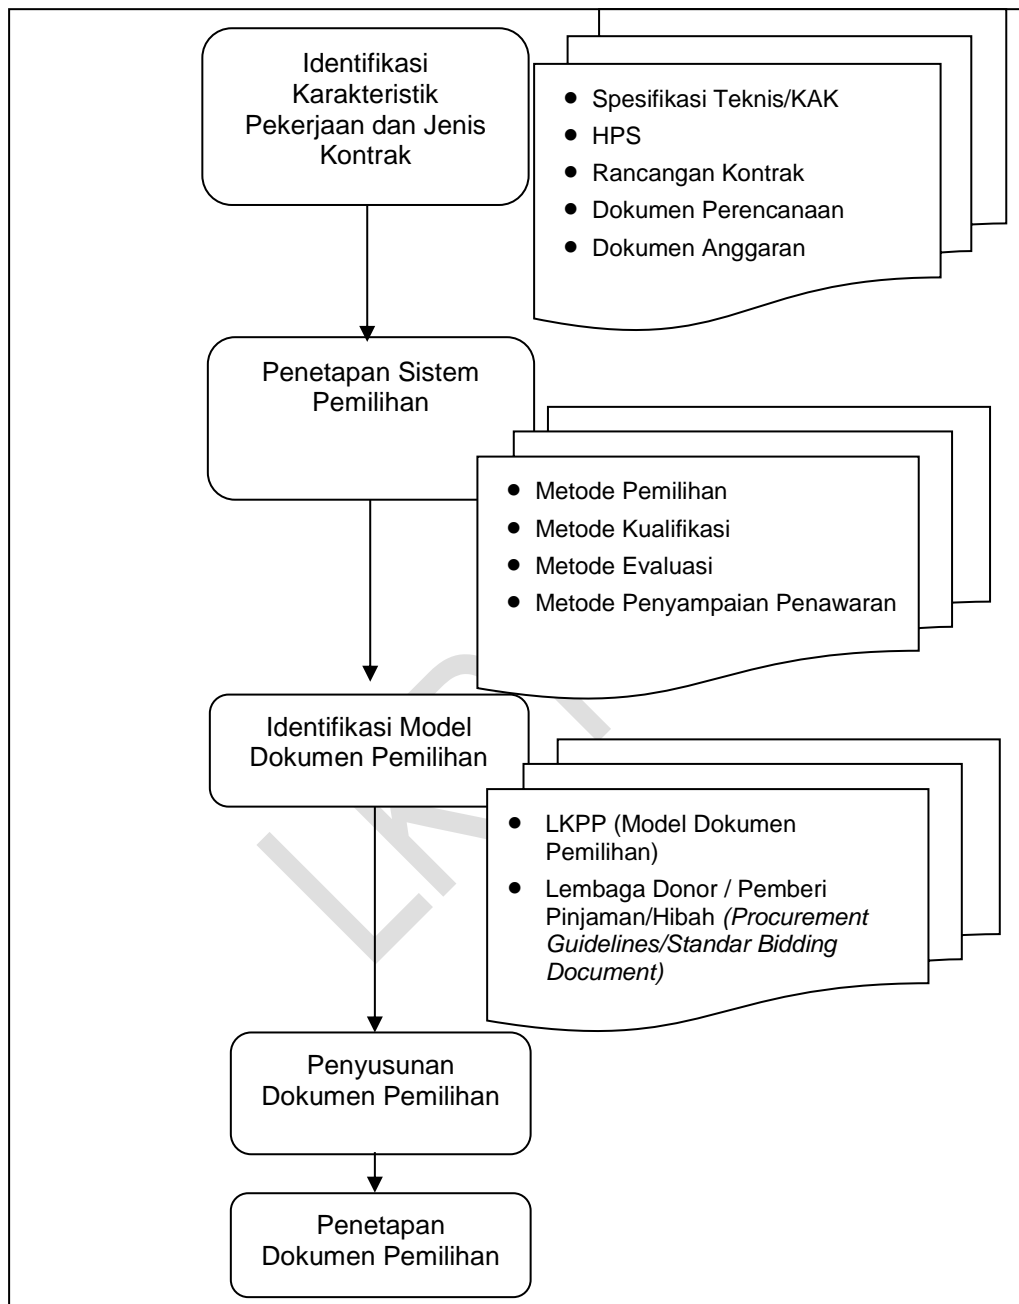 Identifikasi
Karakteristik
Pekerjaan dan Jenis
Kontrak
● Spesifikasi Teknis/KAK
● HPS
● Rancangan Kontrak
● Dokumen Perencanaan
● Dokumen Anggaran
Penetapan Sistem
Pemilihan
● Metode Pemilihan
● Metode Kualifikasi
● Metode Evaluasi
● Metode Penyampaian Penawaran
Identifikasi Model
Dokumen Pemilihan
● LKPP (Model Dokumen
Pemilihan)
● Lembaga Donor / Pemberi
Pinjaman/Hibah (Procurement
Guidelines/Standar Bidding
Document)
Penyusunan
Dokumen Pemilihan
Penetapan
Dokumen Pemilihan